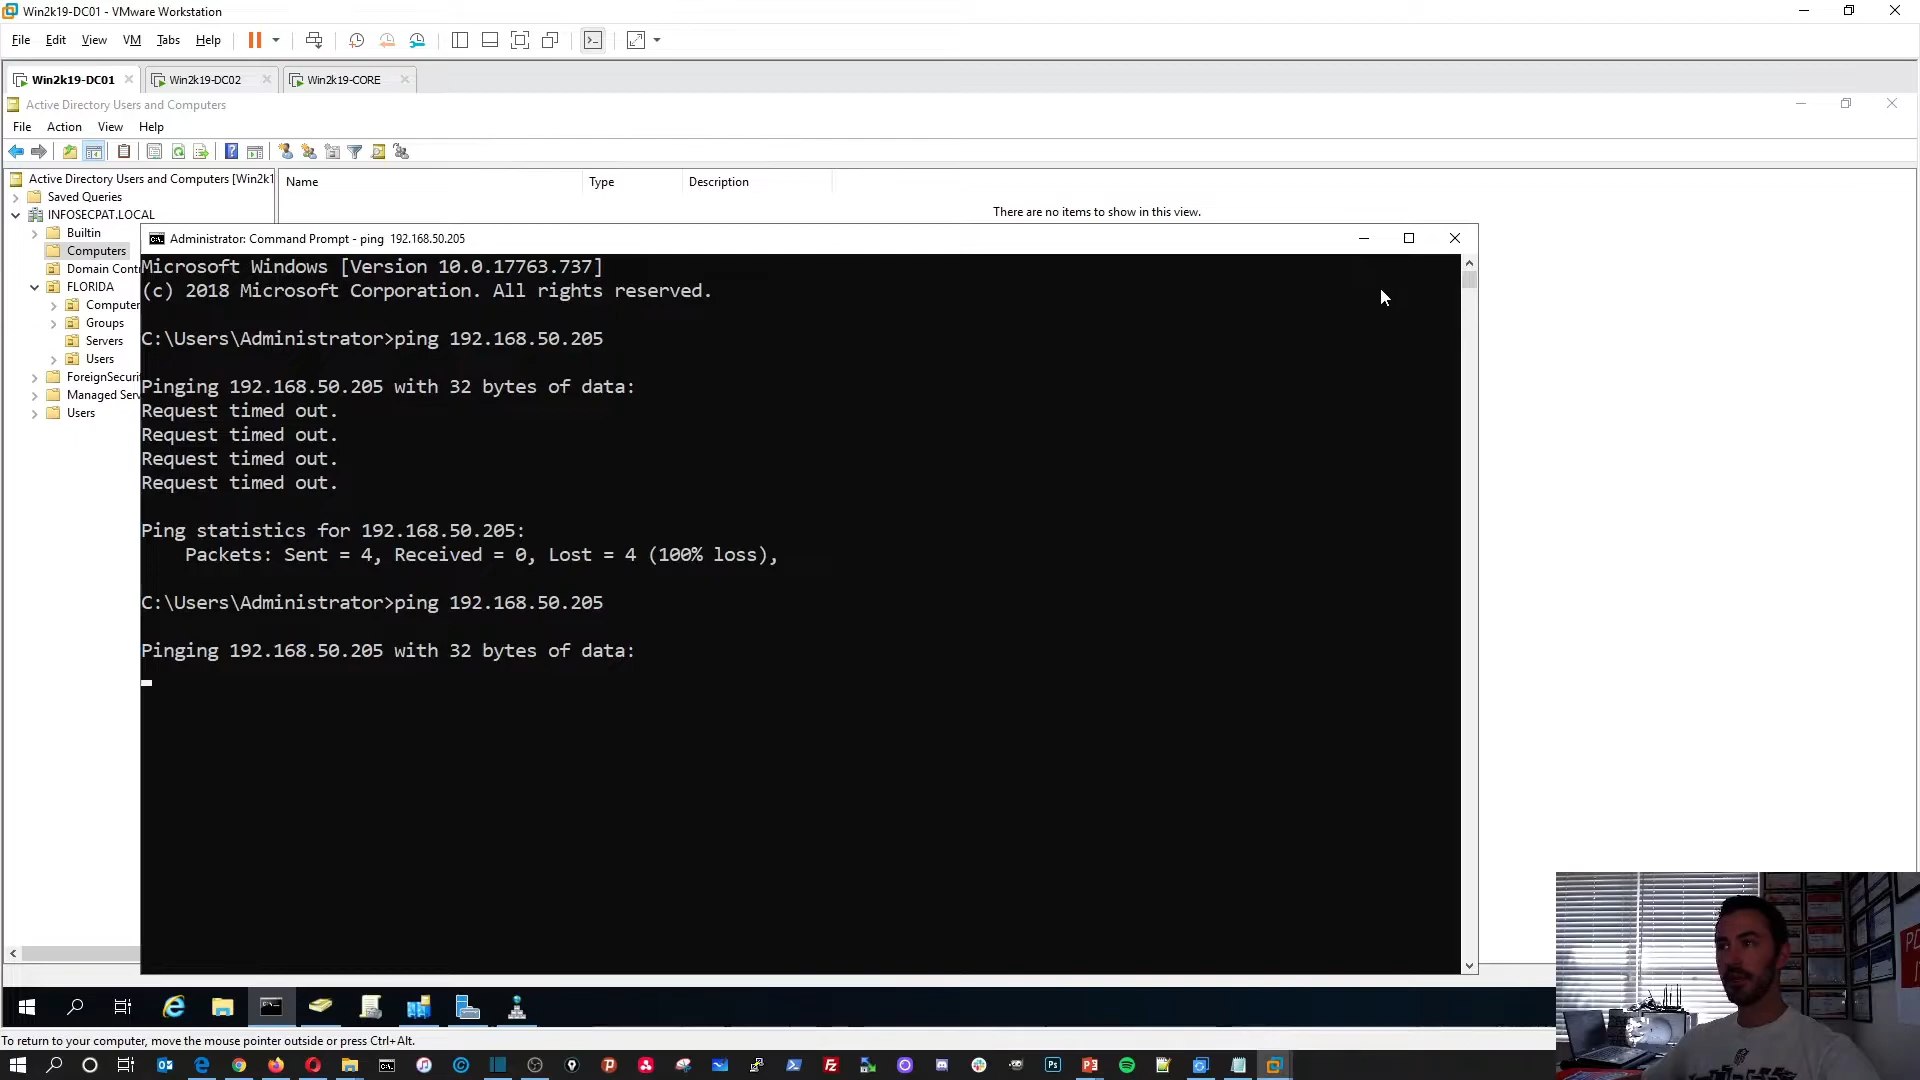 Win2k19-DC01 - VMware Workstation
File Edit View VM Tabs Help
Win2k19-DC01 Win2k19-DC02 Win2k19-CORE
Active Directory Users and Computers
File Action View Help
Active Directory Users and Computers [Win2k1
Name Type Description
Saved Queries
There are no items to show in this view.
INFOSECPAT.LOCAL
Builtin
Computers
Domain Cont
FLORIDA
Computer
Groups
Servers
Users
ForeignSecuri
Managed Serv
Users
Administrator: Command Prompt - ping 192.168.50.205
Microsoft Windows [Version 10.0.17763.737]
(c) 2018 Microsoft Corporation. All rights reserved.
C:\Users\Administrator>ping 192.168.50.205
Pinging 192.168.50.205 with 32 bytes of data:
Request timed out.
Request timed out.
Request timed out.
Request timed out.
Ping statistics for 192.168.50.205:
Packets: Sent = 4, Received = 0, Lost = 4 (100% loss),
C:\Users\Administrator>ping 192.168.50.205
Pinging 192.168.50.205 with 32 bytes of data:
To return to your computer, move the mouse pointer outside or press Ctrl+Alt.